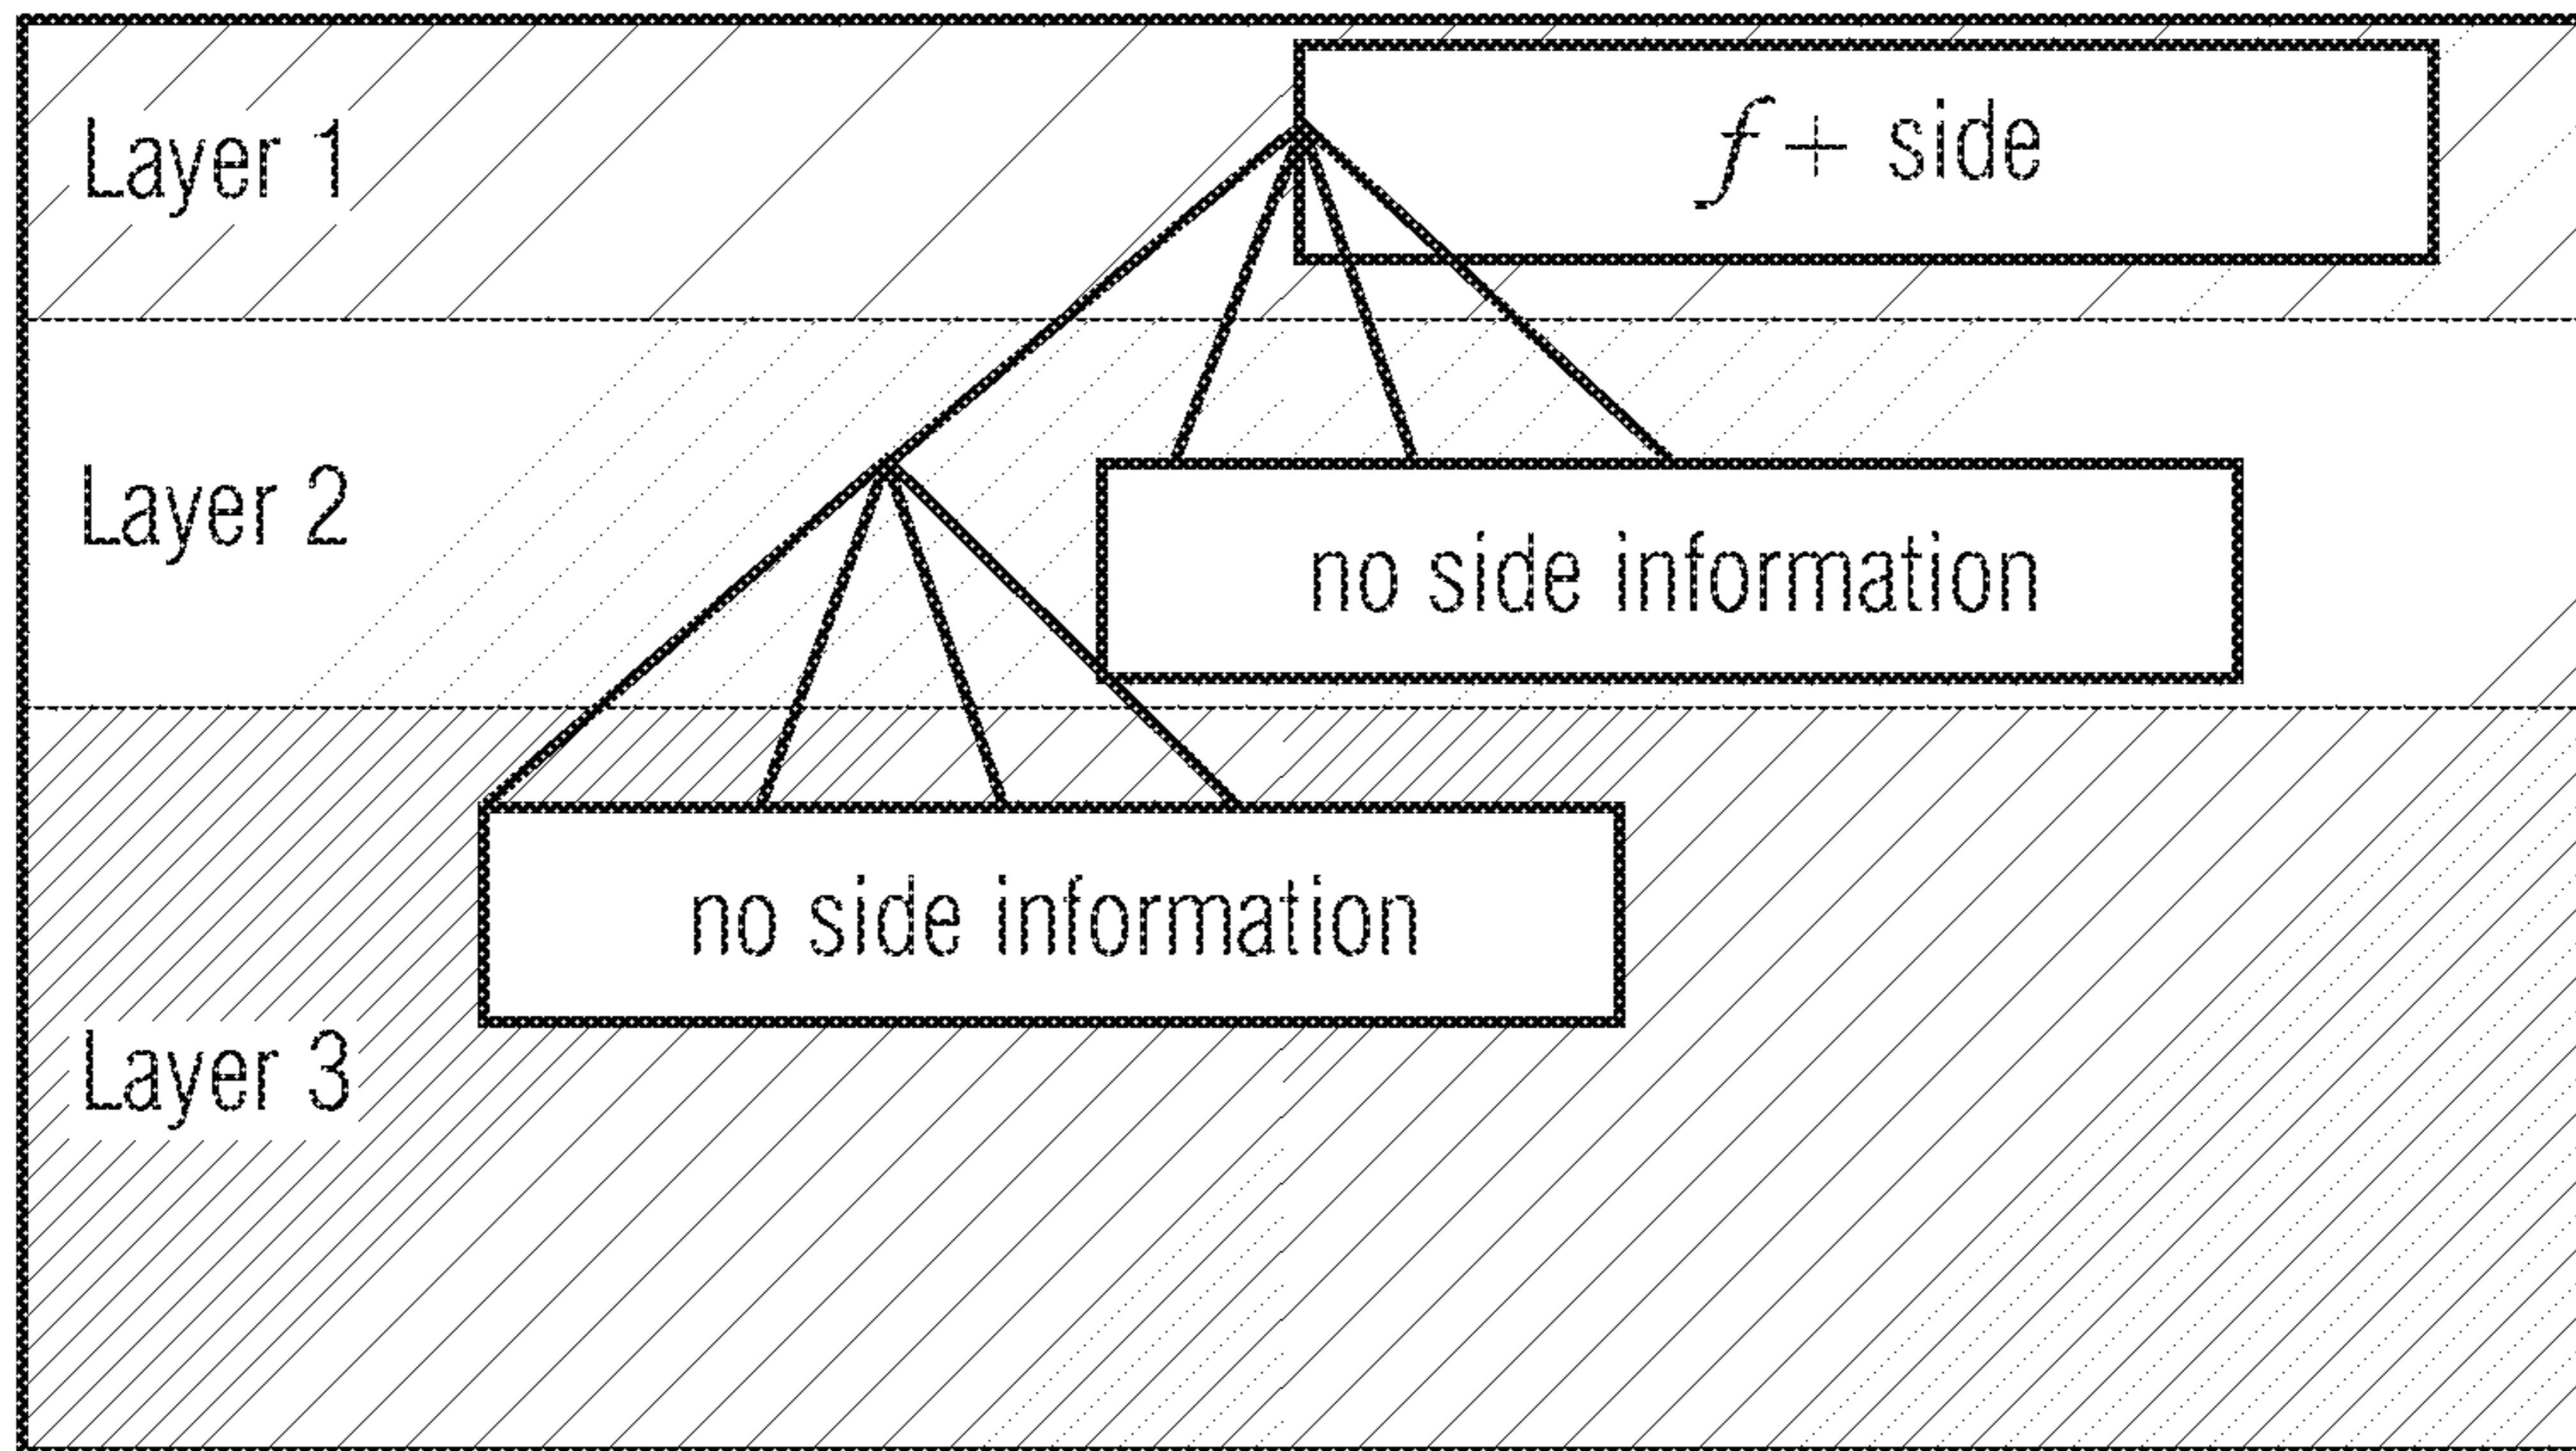 Layer 1
f + side
Layer 2
no side information
no side information
Layer 3